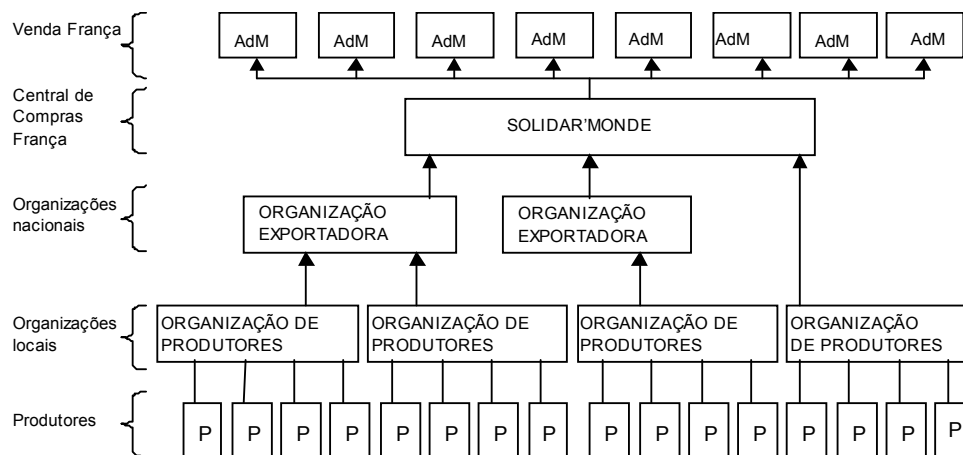 Venda França
AdM AdM AdM AdM AdM AdM AdM AdM
Central de
Compras
França
SOLIDAR'MONDE
Organizações
nacionais
ORGANIZAÇÃO
EXPORTADORA
ORGANIZAÇÃO
EXPORTADORA
Organizações
locais
ORGANIZAÇÃO DE
PRODUTORES
ORGANIZAÇÃO DE
PRODUTORES
ORGANIZAÇÃO DE
PRODUTORES
ORGANIZAÇÃO
DE PRODUTORES
Produtores
P P P P P P P P P P P P P P P P